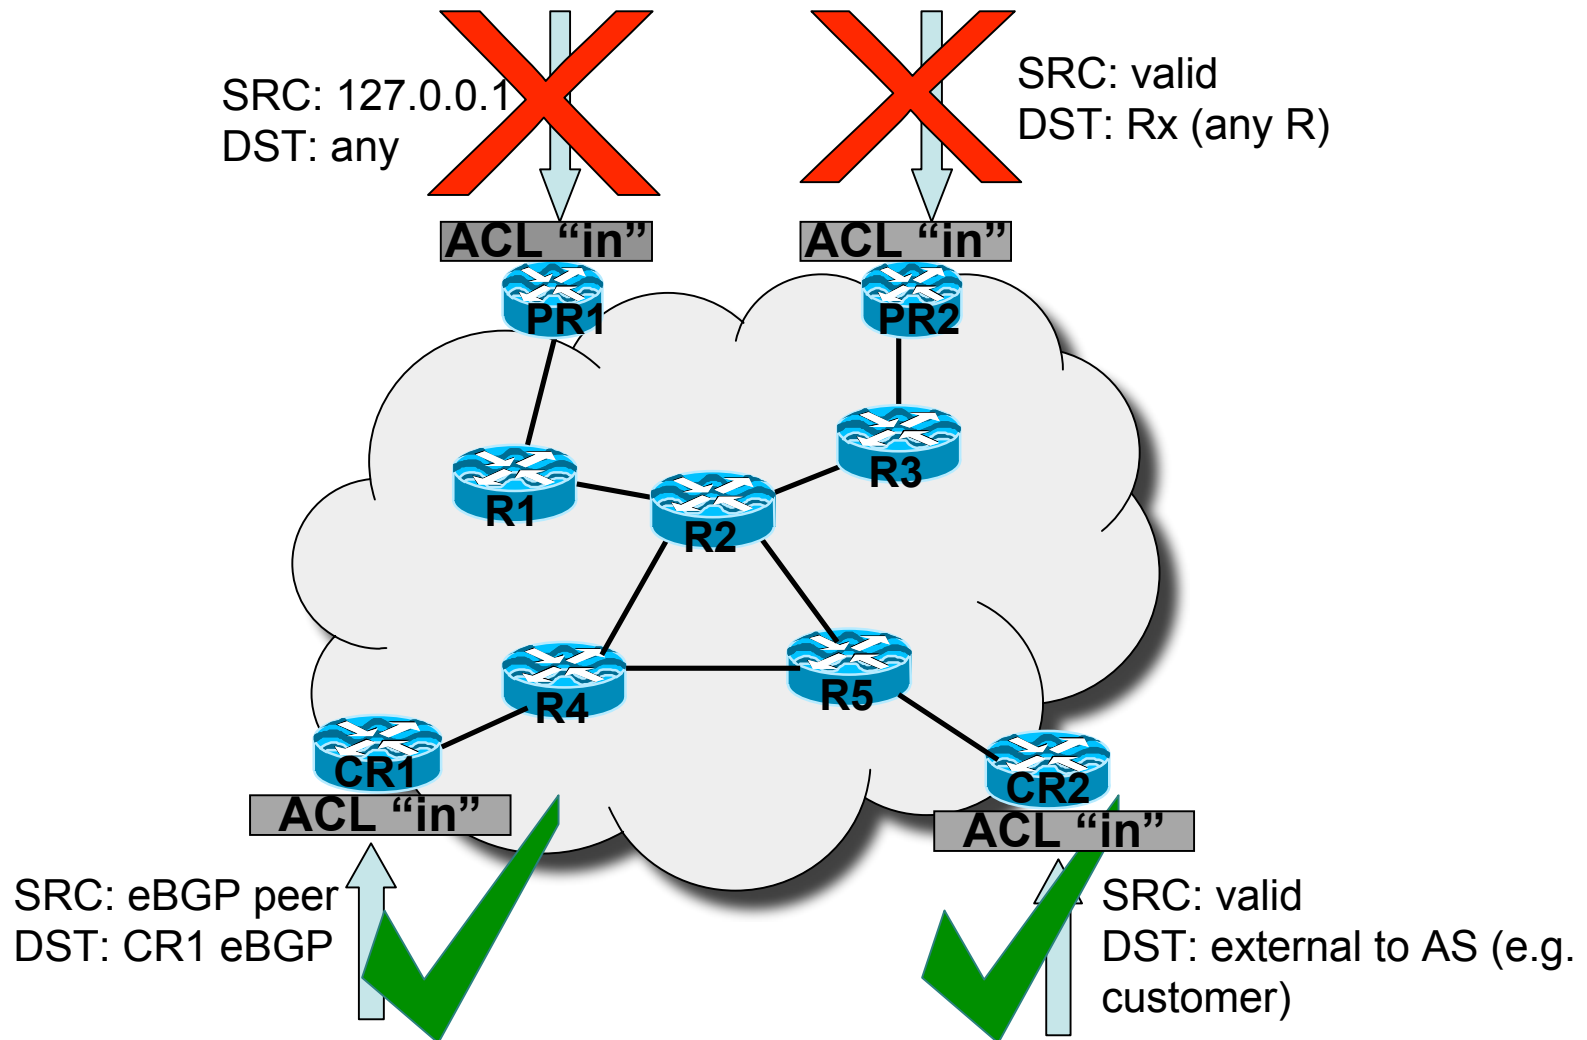 SRC: 127.0.0.1
DST: any
SRC: valid
DST: Rx (any R)
ACL “in”
ACL “in”
PR1
PR2
R3
R1
R2
R4
R5
CR1
CR2
ACL “in”
ACL “in”
SRC: eBGP peer
DST: CR1 eBGP
SRC: valid
DST: external to AS (e.g.
customer)